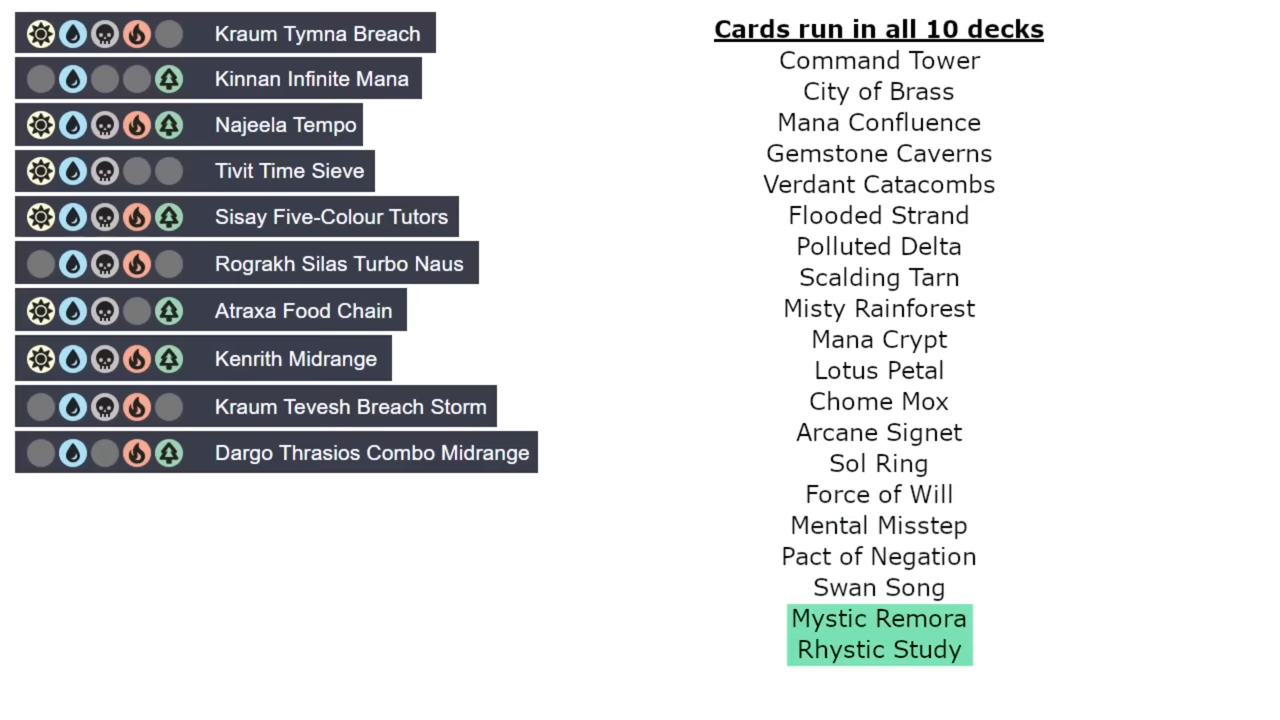 Kraum Tymna Breach
Kinnan Infinite Mana
Najeela Tempo
Tivit Time Sieve
Sisay Five-Colour Tutors
Rograkh Silas Turbo Naus
Atraxa Food Chain
Kenrith Midrange
Kraum Tevesh Breach Storm
Dargo Thrasios Combo Midrange
Cards run in all 10 decks
Command Tower
City of Brass
Mana Confluence
Gemstone Caverns
Verdant Catacombs
Flooded Strand
Polluted Delta
Scalding Tarn
Misty Rainforest
Mana Crypt
Lotus Petal
Chome Mox
Arcane Signet
Sol Ring
Force of Will
Mental Misstep
Pact of Negation
Swan Song
Mystic Remora
Rhystic Study